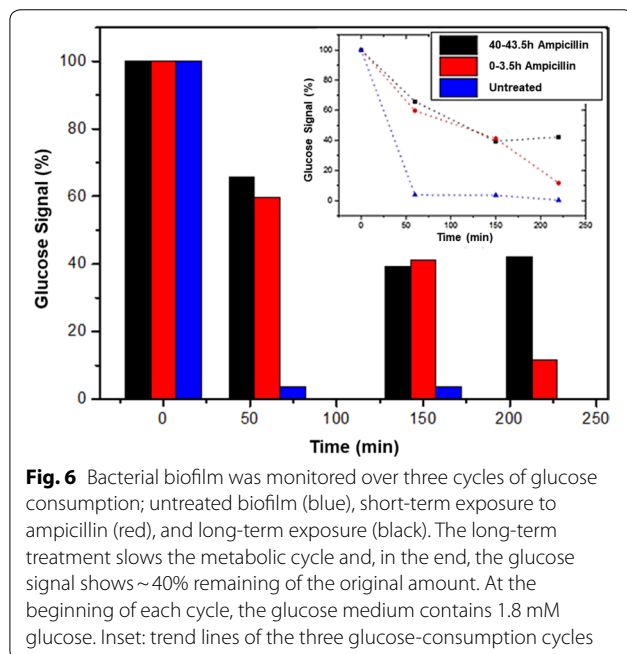 40-43.5h Ampicillin
0-3.5h Ampicillin
Untreated
100
80
60
40
20
0
Glucose Signal (%)
0
50
100
150
200
250
Time (min)
100
80
60
40
20
0
Glucose Signal (%)
0
50
100
150
200
250
Time (min)
Fig. 6 Bacterial biofilm was monitored over three cycles of glucose
consumption; untreated biofilm (blue), short-term exposure to
ampicillin (red), and long-term exposure (black). The long-term
treatment slows the metabolic cycle and, in the end, the glucose
signal shows ~ 40% remaining of the original amount. At the
beginning of each cycle, the glucose medium contains 1.8 mM
glucose. Inset: trend lines of the three glucose-consumption cycles